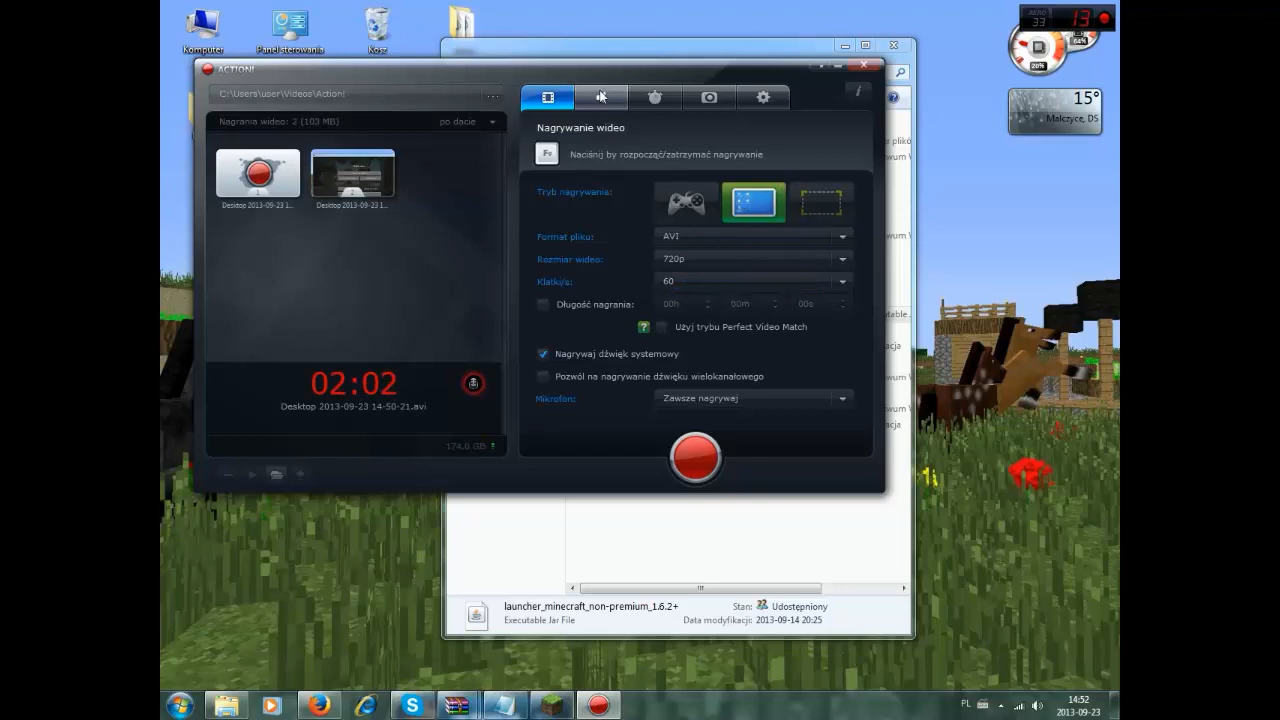 Komputer
Panel sterowania
Kosz
33
13
64%
28%
15°
Malczyce, DS
ACTION!
C:\Users\user\Videos\Action!
...
Nagrania wideo: 2 (103 MB)
po dacie
Desktop 2013-09-23 1...
Desktop 2013-09-23 1...
02:02
Desktop 2013-09-23 14-50-21.avi
174.0 GB
Nagrywanie wideo
Naciśnij by rozpocząć/zatrzymać nagrywanie
Tryb nagrywania:
Format pliku:
AVI
Rozmiar wideo:
720p
Klatki/s:
60
Długość nagrania:
00h
00m
00s
?
Użyj trybu Perfect Video Match
Nagrywaj dźwięk systemowy
Pozwól na nagrywanie dźwięku wielokanałowego
Mikrofon:
Zawsze nagrywaj
launcher_minecraft_non-premium_1.6.2+
Stan:
Udostępniony
Executable Jar File
Data modyfikacji:
2013-09-14 20:25
PL
14:52
2013-09-23